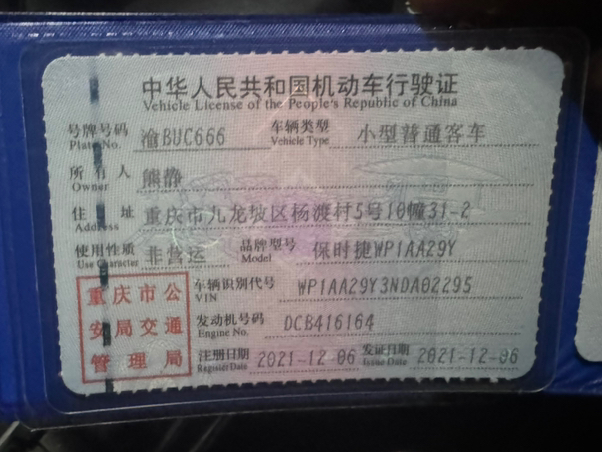 中华人民共和国机动车行驶证
Vehicle License of the People's Republic of China
号牌号码 渝BUC666 车辆类型 小型普通客车
Plate No. Vehicle Type
所有人 熊静
Owner
住址 重庆市九龙坡区杨渡村5号10幢31-2
Address
使用性质 非营运 品牌型号 保时捷WP1AA29Y
Use Character Model
重庆市公安局交通管理局
车辆识别代号 WP1AA29Y3NDA02295
VIN
发动机号码 DCB416164
Engine No.
注册日期 2021-12-06 发证日期 2021-12-06
Register Date Issue Date